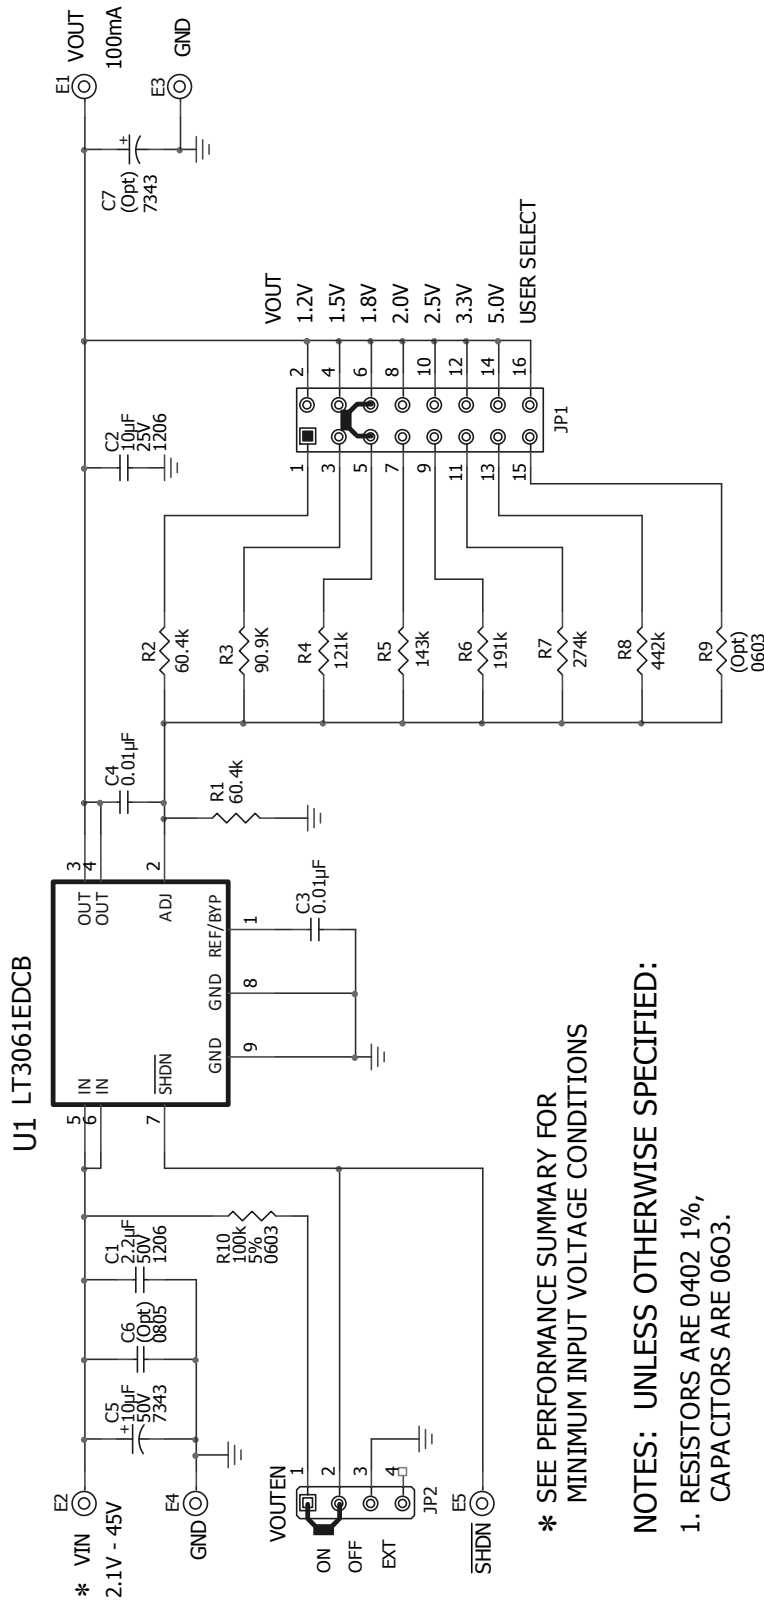 U1 LT3061EDCB
* VIN
2.1V - 45V
E2
E4
GND
C5
+
10µF
50V
7343
C6
(Opt)
0805
C1
2.2µF
50V
1206
R10
100k
5%
0603
VOUTEN
ON
OFF
EXT
1
2
3
4
JP2
E5
SHDN
5
6
7
IN
IN
SHDN
GND
GND
REF/BYP
9
8
1
OUT
OUT
ADJ
3
4
2
C3
0.01µF
C4
0.01µF
R1
60.4k
R2
60.4k
R3
90.9K
R4
121k
R5
143k
R6
191k
R7
274k
R8
442k
R9
(Opt)
0603
C2
10µF
25V
1206
1
3
5
7
9
11
13
15
2
4
6
8
10
12
14
16
JP1
VOUT
1.2V
1.5V
1.8V
2.0V
2.5V
3.3V
5.0V
USER SELECT
C7
+
(Opt)
7343
E1
VOUT
100mA
E3
GND
* SEE PERFORMANCE SUMMARY FOR
MINIMUM INPUT VOLTAGE CONDITIONS
NOTES: UNLESS OTHERWISE SPECIFIED:
1. RESISTORS ARE 0402 1%,
CAPACITORS ARE 06O3.